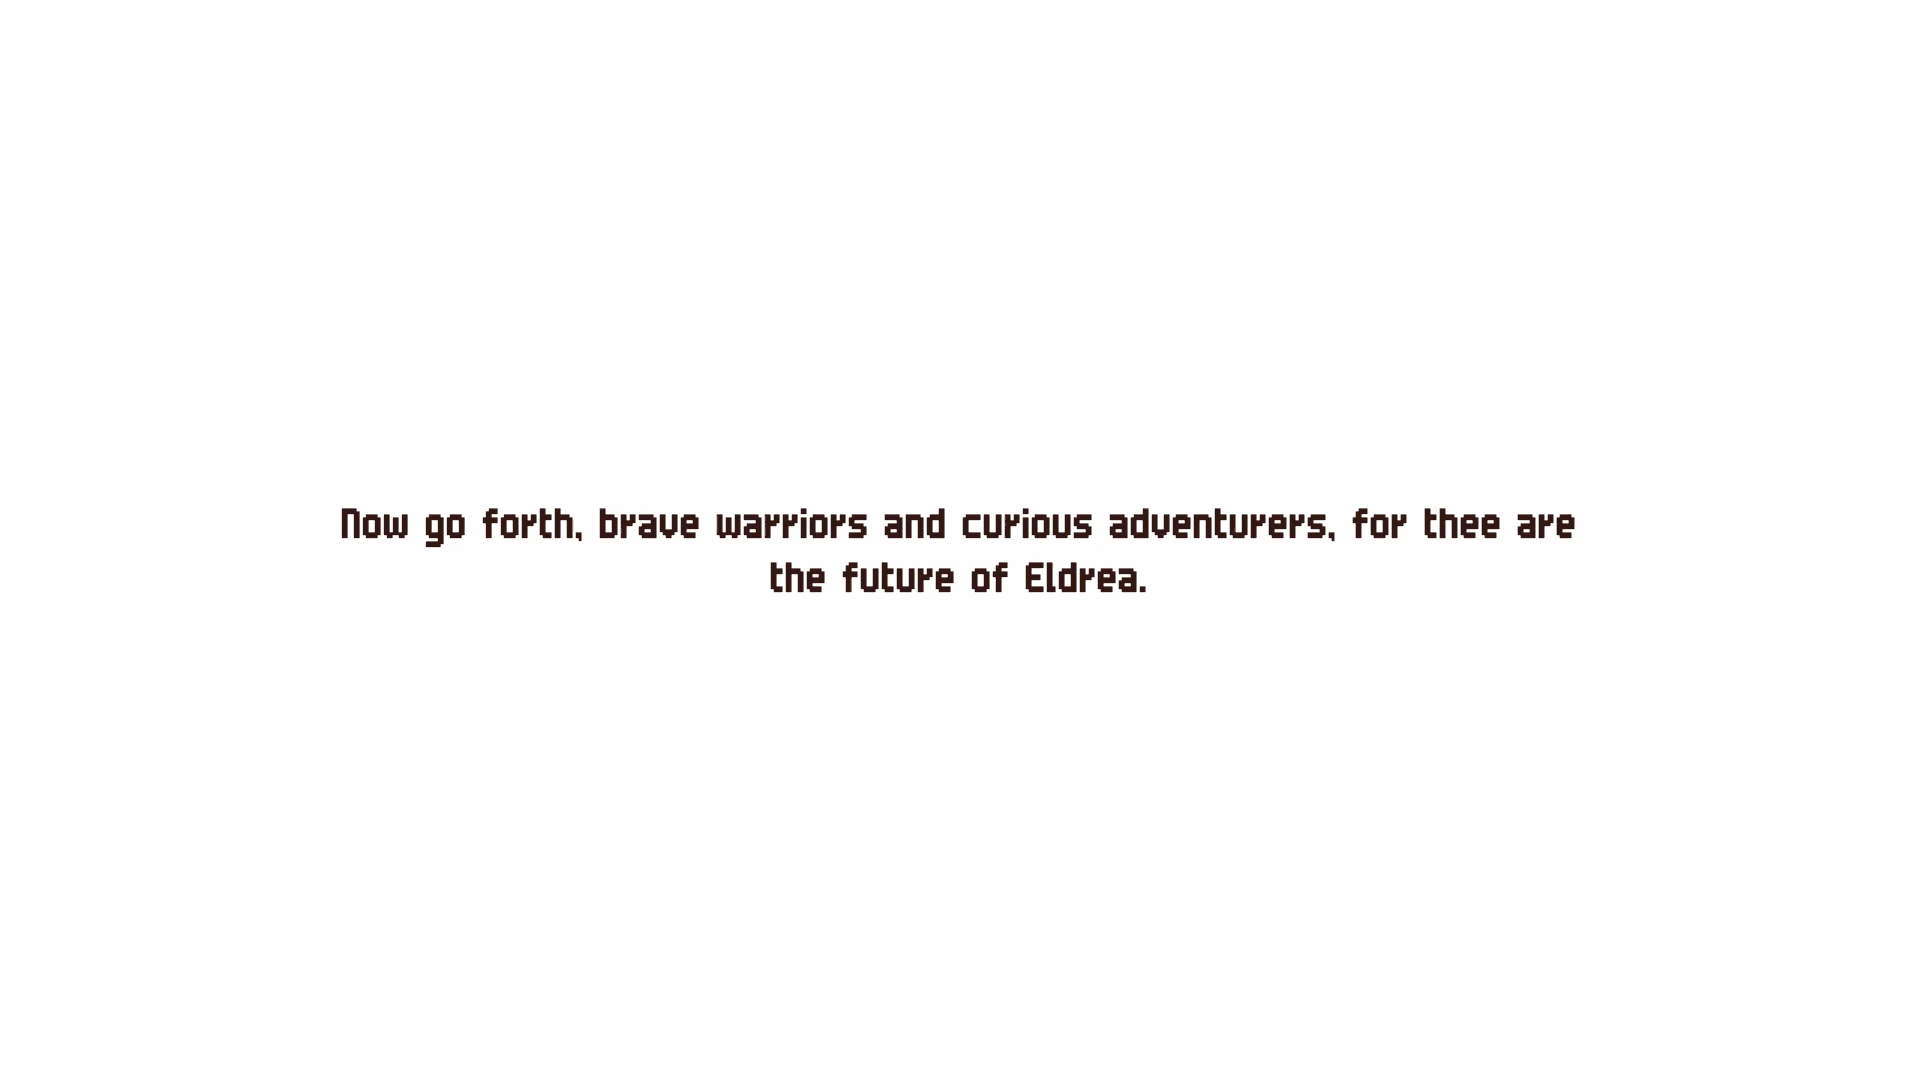 Now go forth, brave warriors and curious adventurers, for thee are
the future of Eldrea.